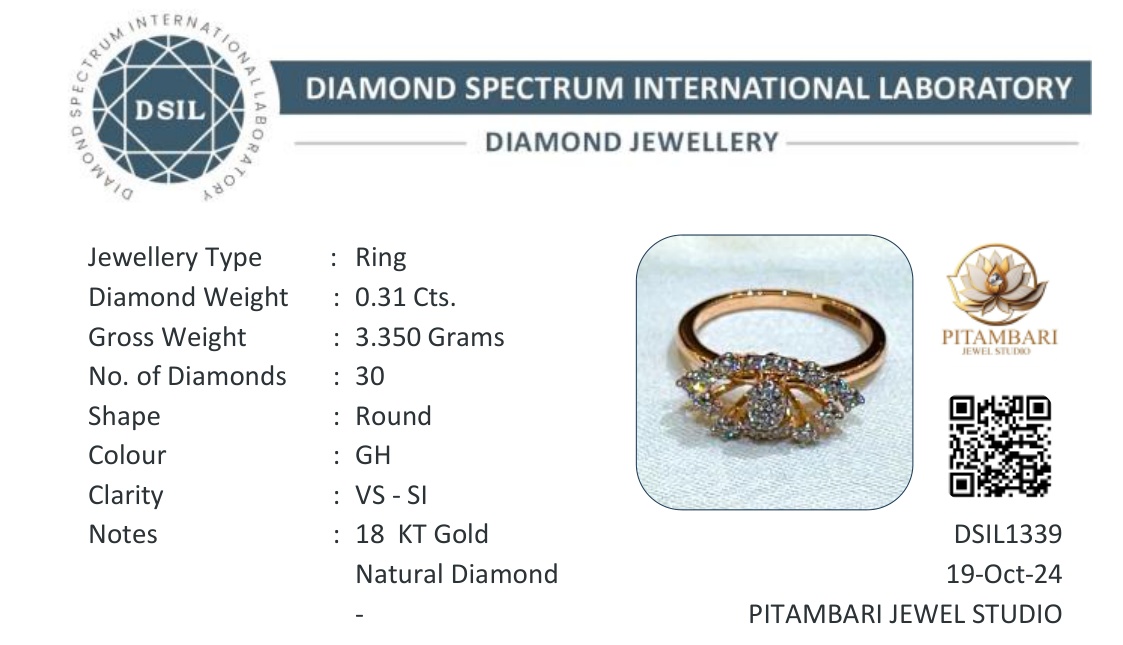 DIAMOND SPECTRUM INTERNATIONAL LABORATORY
DSIL
DIAMOND SPECTRUM INTERNATIONAL LABORATORY
DIAMOND JEWELLERY
Jewellery Type : Ring
Diamond Weight : 0.31 Cts.
Gross Weight : 3.350 Grams
No. of Diamonds : 30
Shape : Round
Colour : GH
Clarity : VS - SI
Notes : 18 KT Gold
Natural Diamond
-
PITAMBARI
JEWEL STUDIO
DSIL1339
19-Oct-24
PITAMBARI JEWEL STUDIO